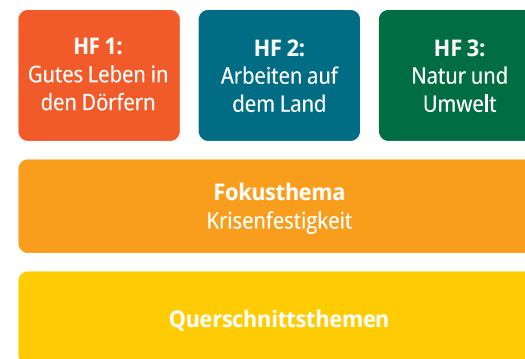 HF 1:
Gutes Leben in
den Dörfern
HF 2:
Arbeiten auf
dem Land
HF 3:
Natur und
Umwelt
Fokusthema
Krisenfestigkeit
Querschnittsthemen